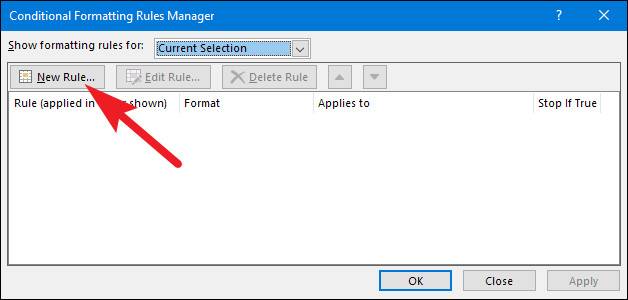 Conditional Formatting Rules Manager ?
Show formatting rules for: Current Selection
New Rule... Edit Rule... Delete Rule
Rule (applied in shown) Format Applies to Stop If True
OK Close Apply